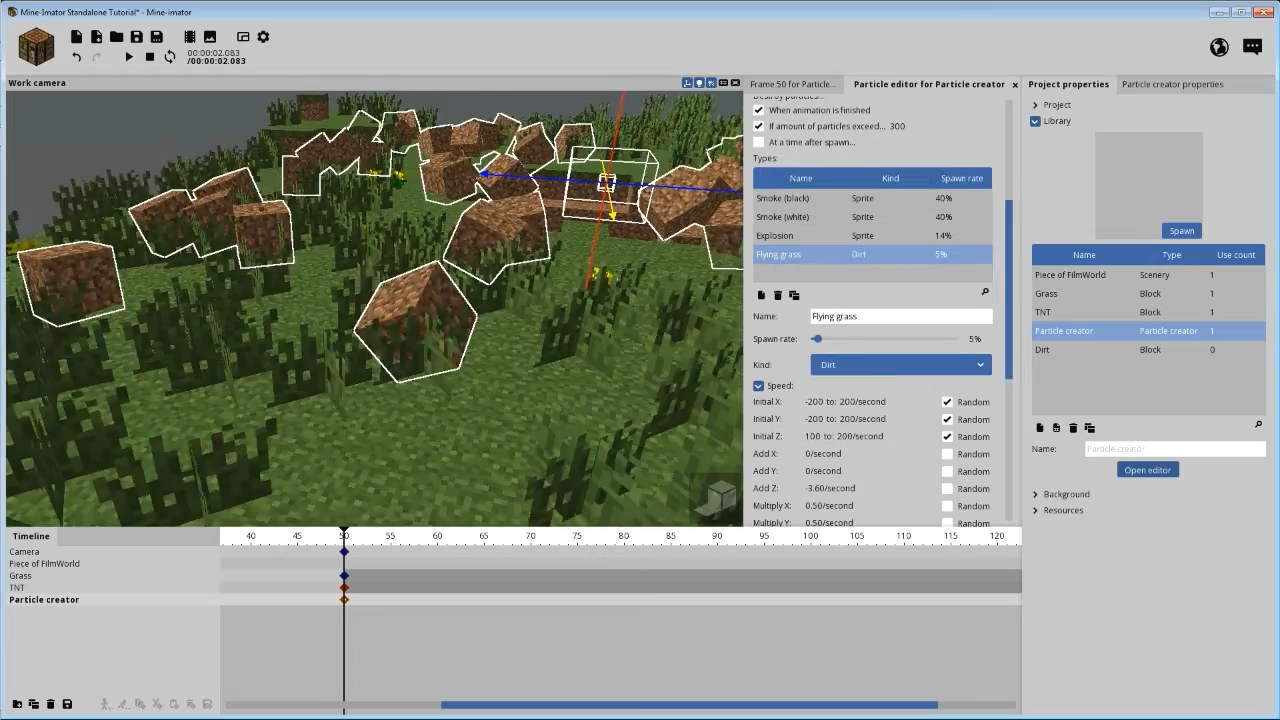 Mine-Imator Standalone Tutorial* - Mine-imator
00:00:02.083
/00:00:02.083
Work camera
Frame 50 for Particle...
Particle editor for Particle creator
Project properties
Particle creator properties
When animation is finished
If amount of particles exceed... 300
At a time after spawn...
Types:
Name Kind Spawn rate
Smoke (black) Sprite 40%
Smoke (white) Sprite 40%
Explosion Sprite 14%
Flying grass Dirt 5%
Name: Flying grass
Spawn rate: 5%
Kind: Dirt
Speed:
Initial X: -200 to: 200/second Random
Initial Y: -200 to: 200/second Random
Initial Z: 100 to: 200/second Random
Add X: 0/second Random
Add Y: 0/second Random
Add Z: -3.60/second Random
Multiply X: 0.50/second Random
Multiply Y: 0.50/second Random
Project
Library
Spawn
Name Type Use count
Piece of FilmWorld Scenery 1
Grass Block 1
TNT Block 1
Particle creator Particle creator 1
Dirt Block 0
Name: Particle creator
Open editor
Background
Resources
Timeline
40 45 50 55 60 65 70 75 80 85 90 95 100 105 110 115 120
Camera
Piece of FilmWorld
Grass
TNT
Particle creator